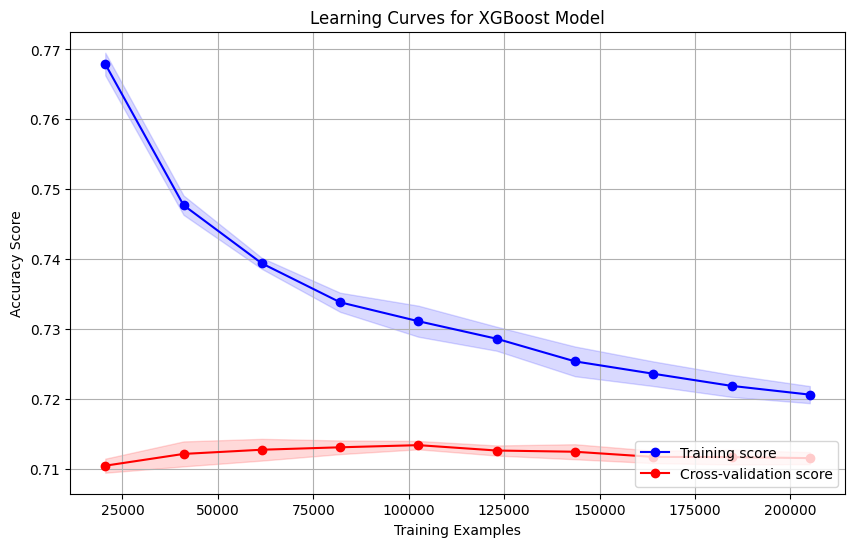 Learning Curves for XGBoost Model
0.77
0.76
0.75
0.74
0.73
0.72
0.71
Accuracy Score
Training score
Cross-validation score
25000 50000 75000 100000 125000 150000 175000 200000
Training Examples